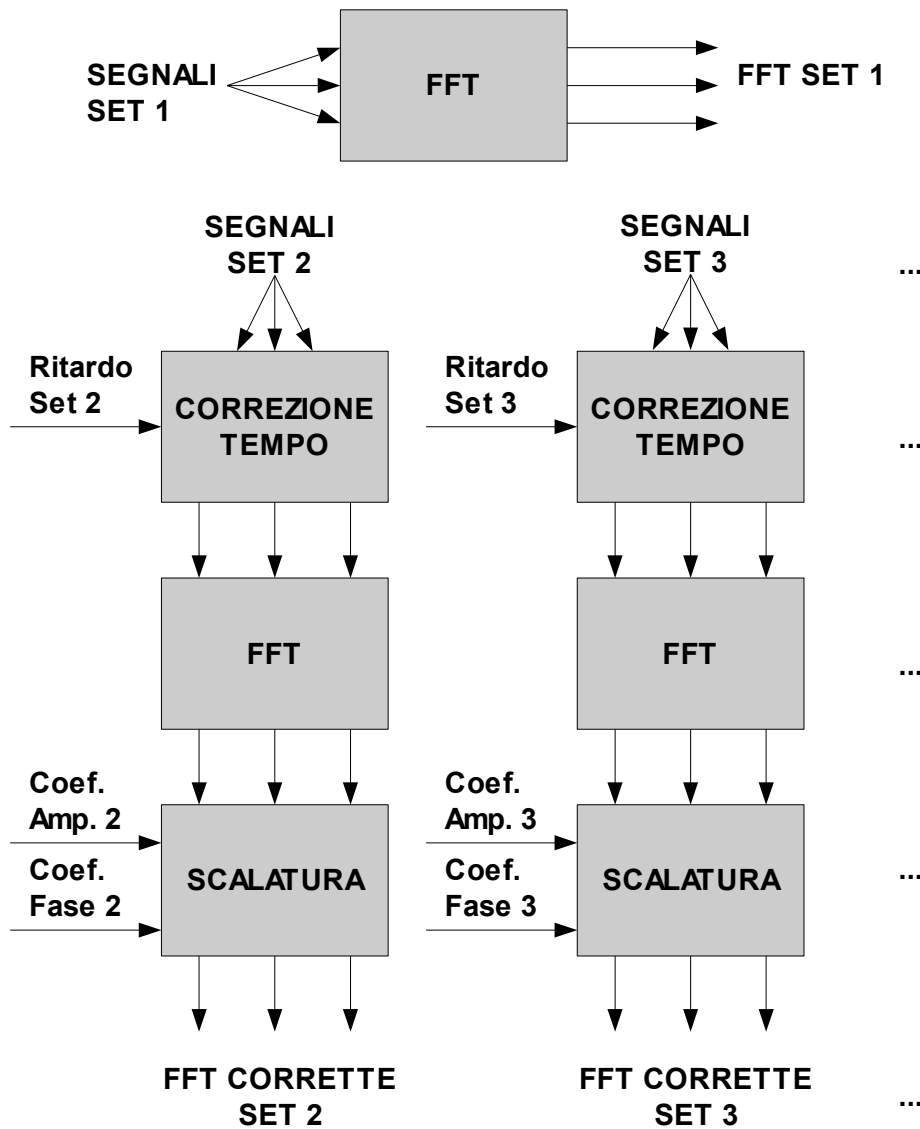 SEGNALI
SET 1
FFT
FFT SET 1
SEGNALI
SET 2
SEGNALI
SET 3
...
Ritardo
Set 2
CORREZIONE
TEMPO
Ritardo
Set 3
CORREZIONE
TEMPO
...
FFT
FFT
...
Coef.
Amp. 2
Coef.
Fase 2
SCALATURA
Coef.
Amp. 3
Coef.
Fase 3
SCALATURA
...
FFT CORRETTE
SET 2
FFT CORRETTE
SET 3
...